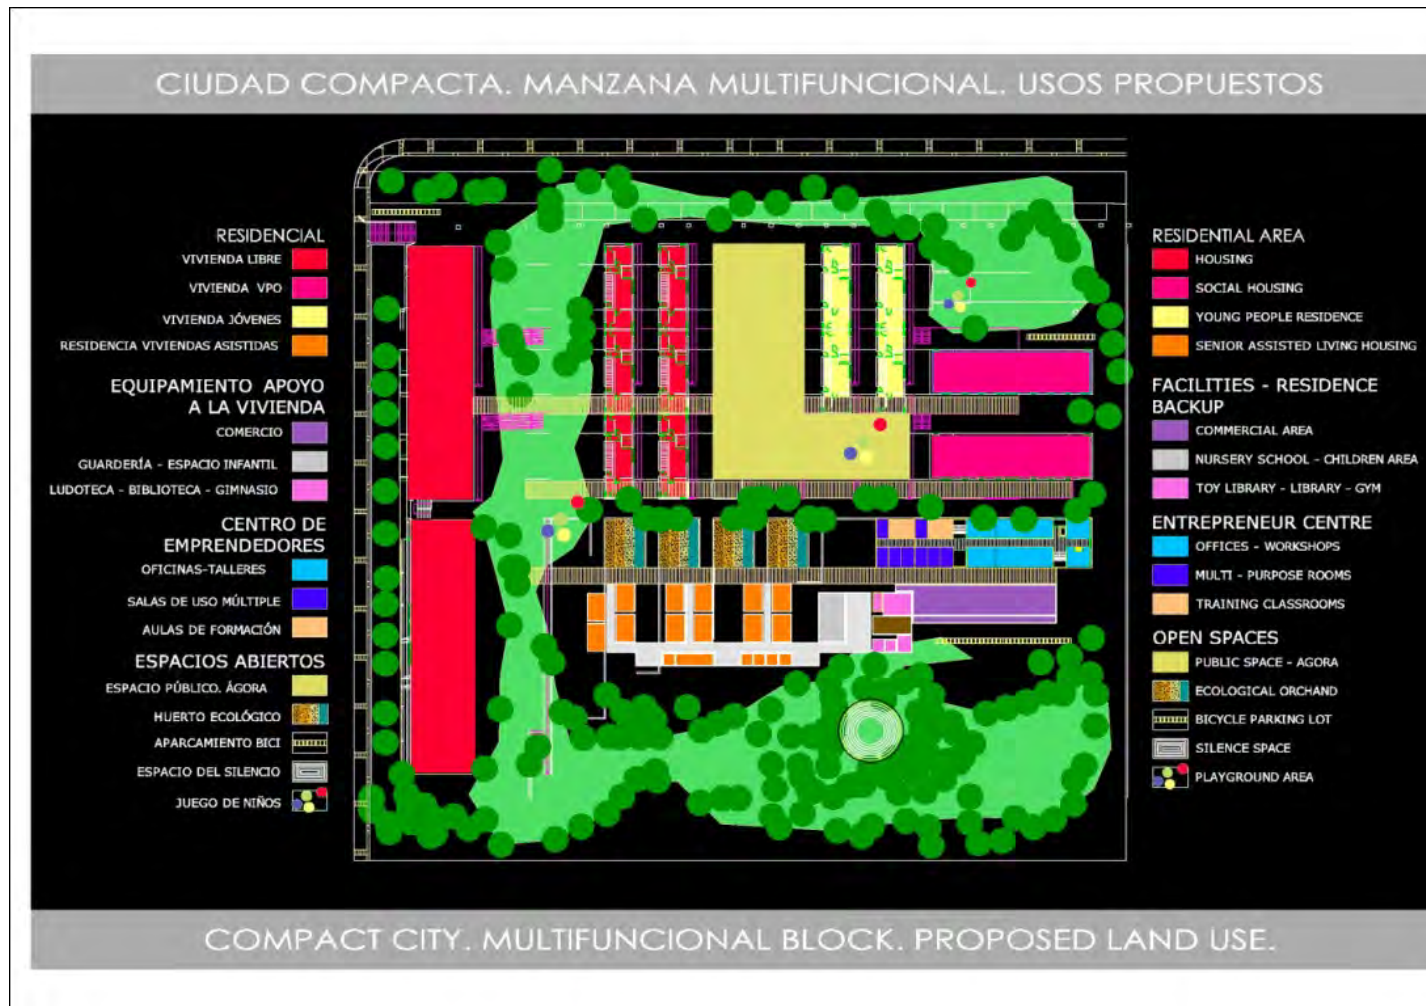 CIUDAD COMPACTA. MANZANA MULTIFUNCIONAL. USOS PROPUESTOS
RESIDENCIAL
VIVIENDA LIBRE
VIVIENDA VPO
VIVIENDA JÓVENES
RESIDENCIA VIVIENDAS ASISTIDAS
EQUIPAMIENTO APOYO
A LA VIVIENDA
COMERCIO
GUARDERÍA - ESPACIO INFANTIL
LUDOTECA - BIBLIOTECA - GIMNASIO
CENTRO DE
EMPRENDEDORES
OFICINAS-TALLERES
SALAS DE USO MÚLTIPLE
AULAS DE FORMACIÓN
ESPACIOS ABIERTOS
ESPACIO PÚBLICO. ÁGORA
HUERTO ECOLÓGICO
APARCAMIENTO BICI
ESPACIO DEL SILENCIO
JUEGO DE NIÑOS
RESIDENTIAL AREA
HOUSING
SOCIAL HOUSING
YOUNG PEOPLE RESIDENCE
SENIOR ASSISTED LIVING HOUSING
FACILITIES - RESIDENCE
BACKUP
COMMERCIAL AREA
NURSERY SCHOOL - CHILDREN AREA
TOY LIBRARY - LIBRARY - GYM
ENTREPRENEUR CENTRE
OFFICES - WORKSHOPS
MULTI - PURPOSE ROOMS
TRAINING CLASSROOMS
OPEN SPACES
PUBLIC SPACE - AGORA
ECOLOGICAL ORCHAND
BICYCLE PARKING LOT
SILENCE SPACE
PLAYGROUND AREA
COMPACT CITY. MULTIFUNCIONAL BLOCK. PROPOSED LAND USE.